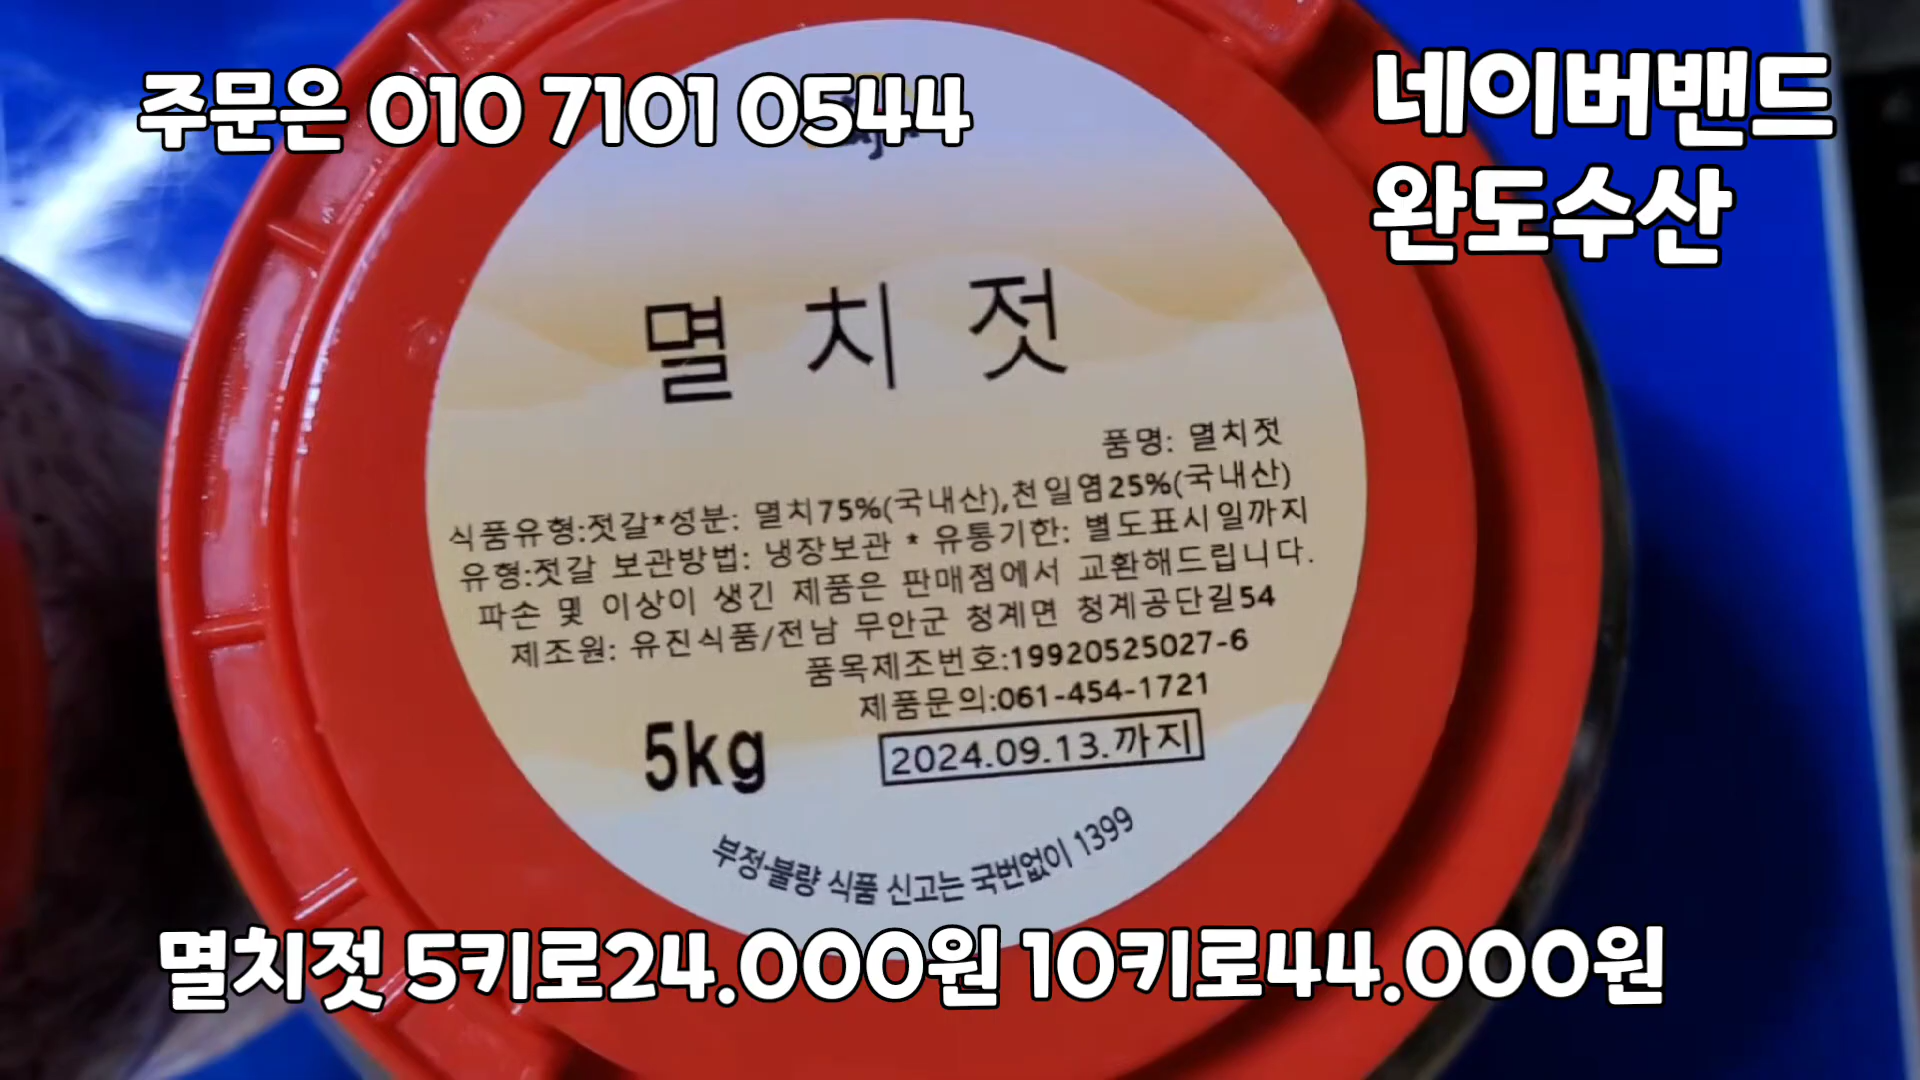 주문은 010 7101 0544
네이버밴드
완도수산
멸치젓
품명: 멸치젓
식품유형:젓갈*성분: 멸치75%(국내산),천일염25%(국내산)
유형:젓갈 보관방법: 냉장보관 * 유통기한: 별도표시일까지
파손 및 이상이 생긴 제품은 판매점에서 교환해드립니다.
제조원: 유진식품/전남 무안군 청계면 청계공단길54
품목제조번호:19920525027-6
제품문의:061-454-1721
5kg
2024.09.13.까지
부정·불량 식품 신고는 국번없이 1399
멸치젓 5키로24.000원 10키로44.000원